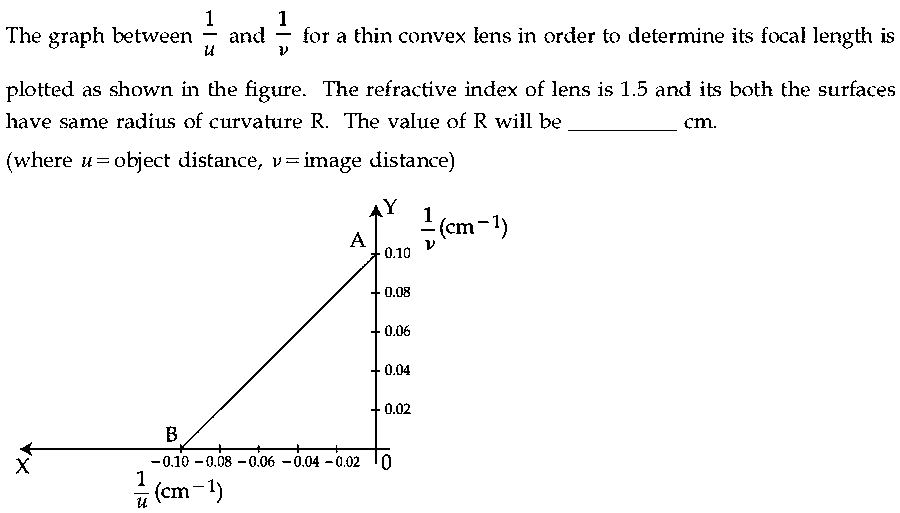 The graph between 1/u and 1/ν for a thin convex lens in order to determine its focal length is
plotted as shown in the figure. The refractive index of lens is 1.5 and its both the surfaces
have same radius of curvature R. The value of R will be __________ cm.
(where u=object distance, ν=image distance)
Y
1/ν (cm−1)
A
0.10
0.08
0.06
0.04
0.02
B
X
−0.10 −0.08 −0.06 −0.04 −0.02 0
1/u (cm−1)